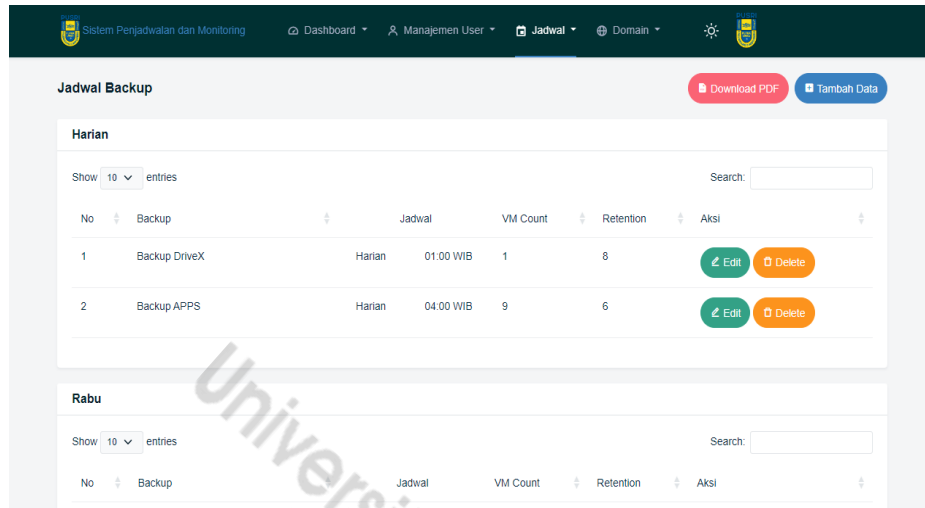 Sistem Penjadwalan dan Monitoring Dashboard Manajemen User Jadwal Domain
Jadwal Backup Download PDF Tambah Data
Harian
Show 10 entries Search:
No Backup Jadwal VM Count Retention Aksi
1 Backup DriveX Harian 01:00 WIB 1 8 Edit Delete
2 Backup APPS Harian 04:00 WIB 9 6 Edit Delete
Rabu
Show 10 entries Search:
No Backup Jadwal VM Count Retention Aksi